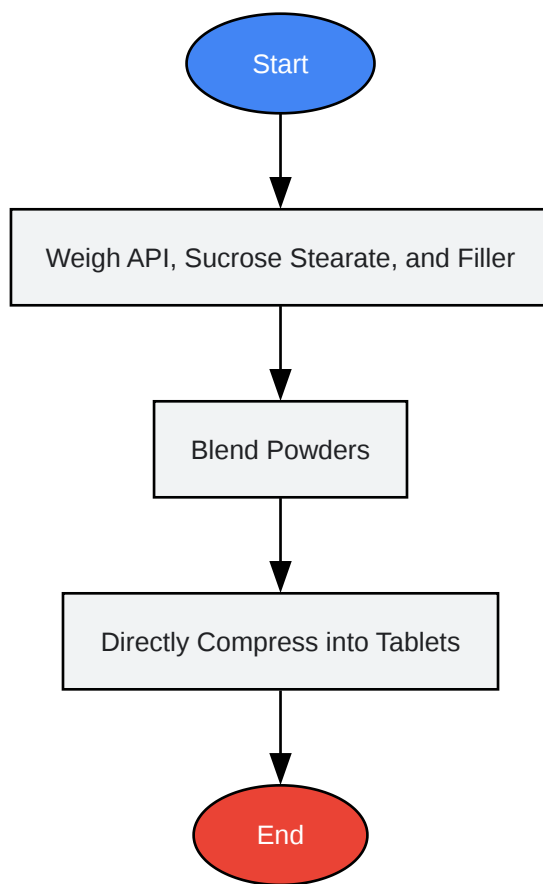 Start
Weigh API, Sucrose Stearate, and Filler
Blend Powders
Directly Compress into Tablets
End